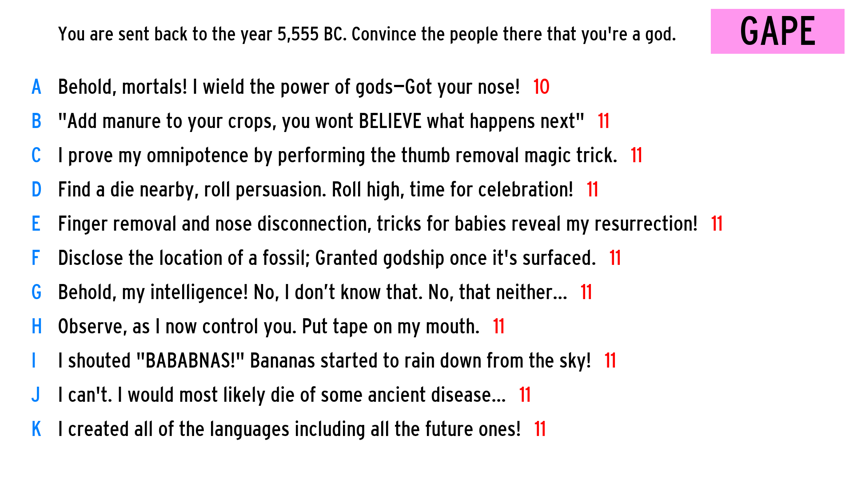 You are sent back to the year 5,555 BC. Convince the people there that you're a god.
GAPE
A Behold, mortals! I wield the power of gods—Got your nose! 10
B "Add manure to your crops, you wont BELIEVE what happens next" 11
C I prove my omnipotence by performing the thumb removal magic trick. 11
D Find a die nearby, roll persuasion. Roll high, time for celebration! 11
E Finger removal and nose disconnection, tricks for babies reveal my resurrection! 11
F Disclose the location of a fossil; Granted godship once it's surfaced. 11
G Behold, my intelligence! No, I don’t know that. No, that neither... 11
H Observe, as I now control you. Put tape on my mouth. 11
I I shouted "BABABNAS!" Bananas started to rain down from the sky! 11
J I can't. I would most likely die of some ancient disease... 11
K I created all of the languages including all the future ones! 11